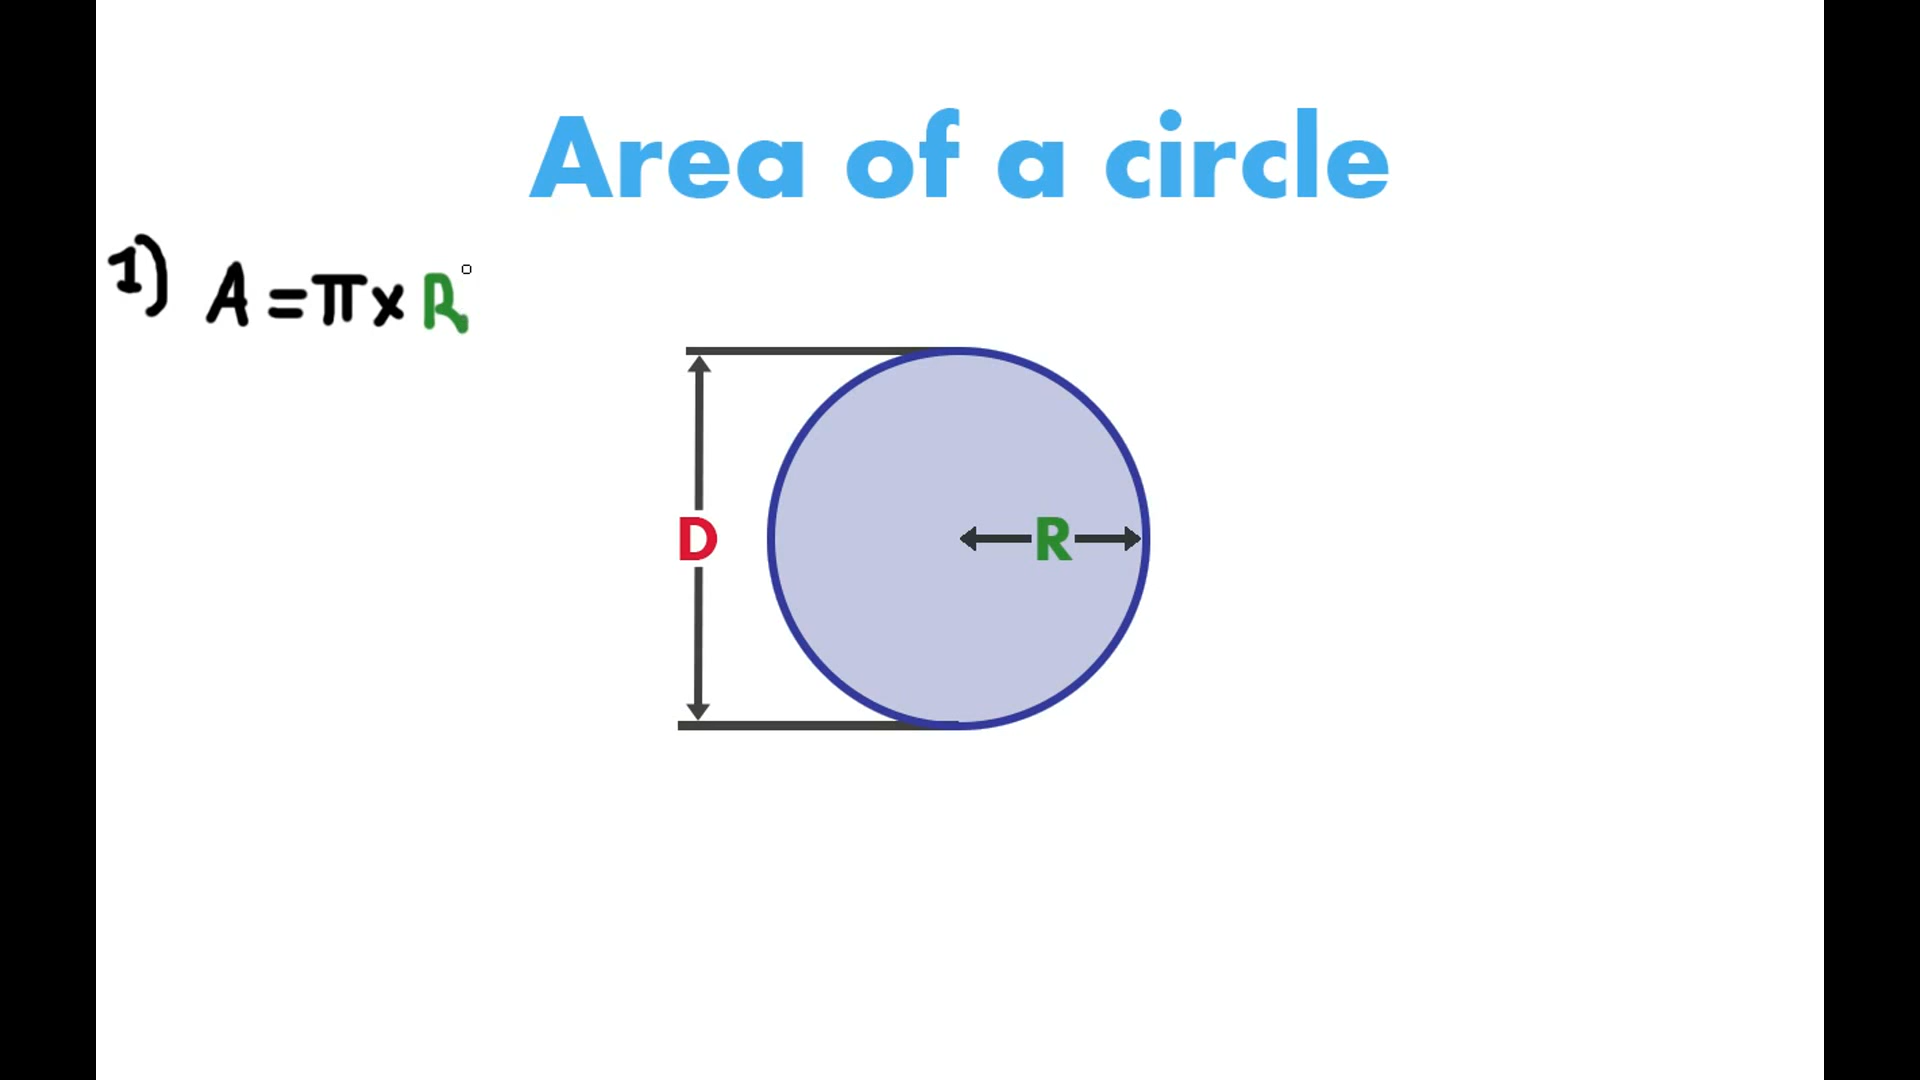 Area of a circle
1) A = π x R
D
R